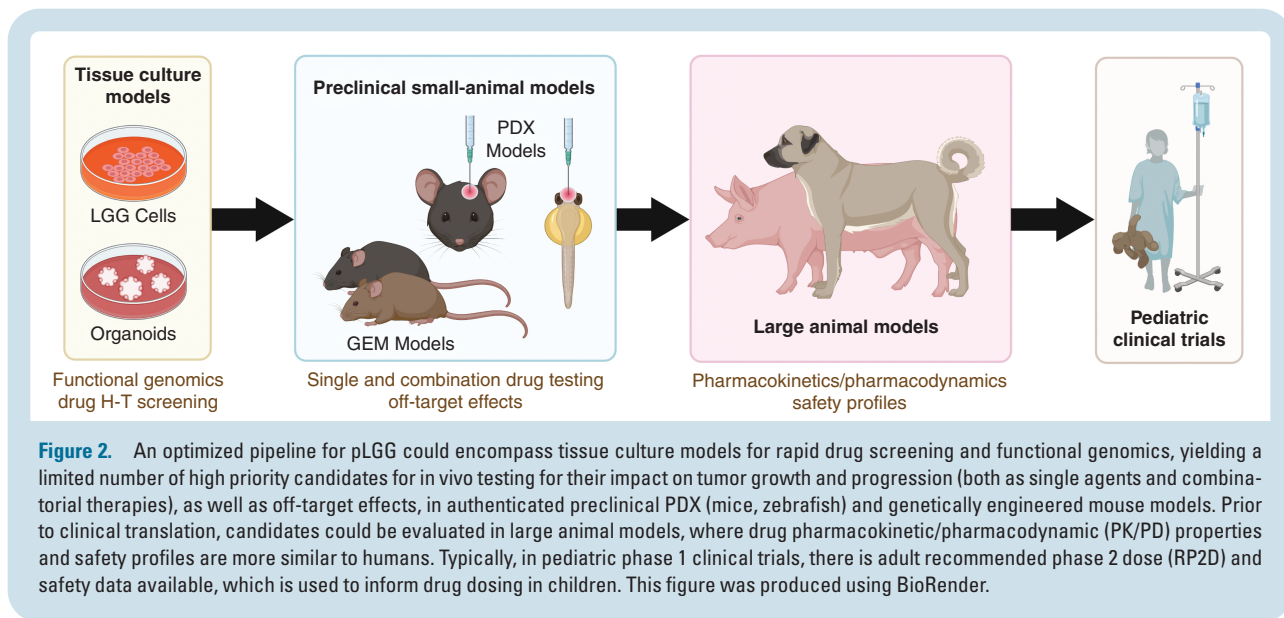 Tissue culture
models
LGG Cells
Organoids
Functional genomics
drug H-T screening
Preclinical small-animal models
PDX
Models
GEM Models
Single and combination drug testing
off-target effects
Large animal models
Pharmacokinetics/pharmacodynamics
safety profiles
Pediatric
clinical trials
Figure 2. An optimized pipeline for pLGG could encompass tissue culture models for rapid drug screening and functional genomics, yielding a
limited number of high priority candidates for in vivo testing for their impact on tumor growth and progression (both as single agents and combina-
torial therapies), as well as off-target effects, in authenticated preclinical PDX (mice, zebrafish) and genetically engineered mouse models. Prior
to clinical translation, candidates could be evaluated in large animal models, where drug pharmacokinetic/pharmacodynamic (PK/PD) properties
and safety profiles are more similar to humans. Typically, in pediatric phase 1 clinical trials, there is adult recommended phase 2 dose (RP2D) and
safety data available, which is used to inform drug dosing in children. This figure was produced using BioRender.